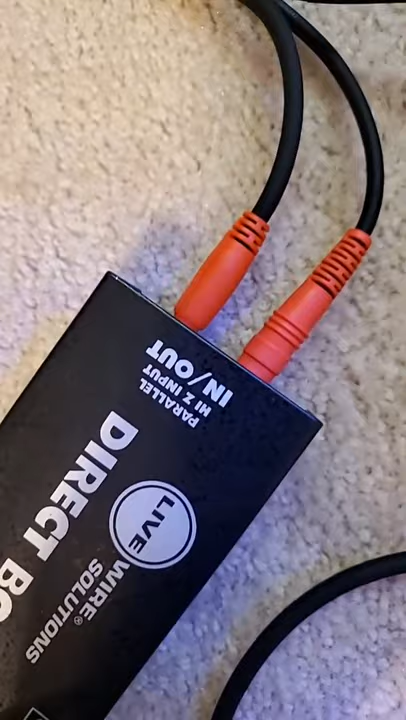 PARALLEL
HI Z INPUT
IN/OUT
DIRECT BO
LIVE
WIRE®
SOLUTIONS